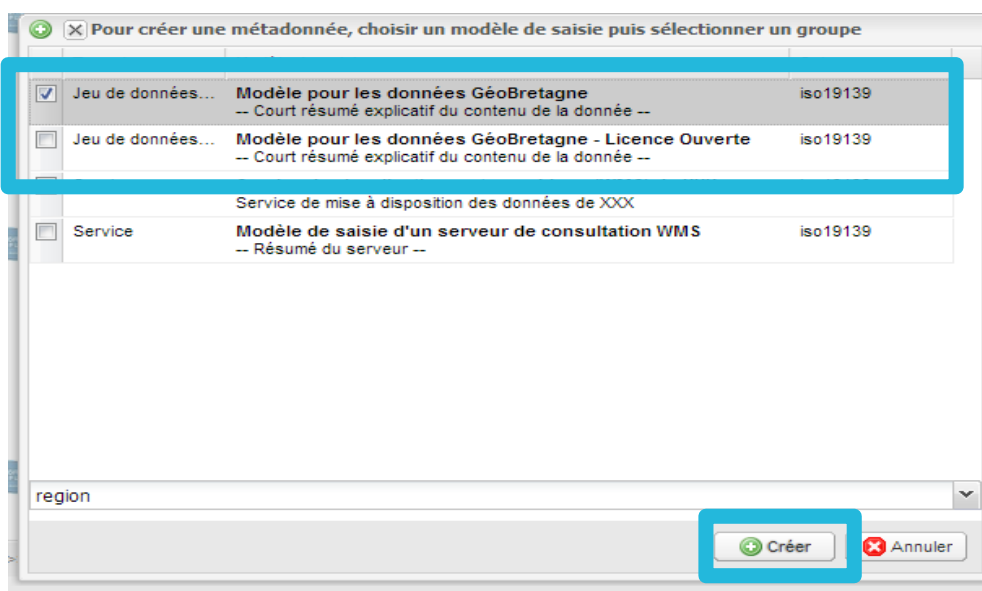 Pour créer une métadonnée, choisir un modèle de saisie puis sélectionner un groupe
Jeu de données... Modèle pour les données GéoBretagne iso19139
-- Court résumé explicatif du contenu de la donnée --
Jeu de données... Modèle pour les données GéoBretagne - Licence Ouverte iso19139
-- Court résumé explicatif du contenu de la donnée --
Service de mise à disposition des données de XXX
Service Modèle de saisie d'un serveur de consultation WMS iso19139
-- Résumé du serveur --
region
Créer Annuler